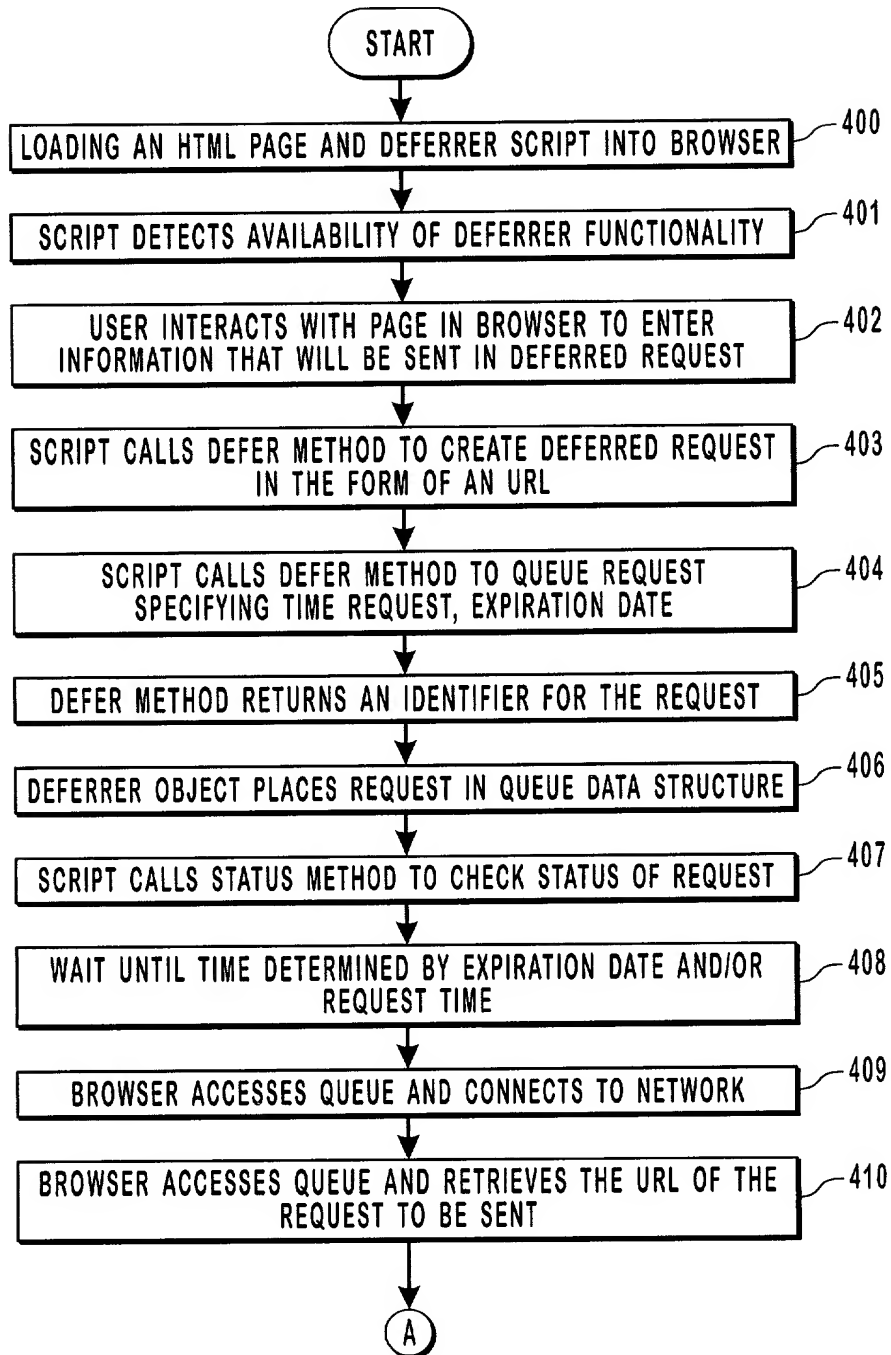 START
LOADING AN HTML PAGE AND DEFERRER SCRIPT INTO BROWSER
400
SCRIPT DETECTS AVAILABILITY OF DEFERRER FUNCTIONALITY
401
USER INTERACTS WITH PAGE IN BROWSER TO ENTER
INFORMATION THAT WILL BE SENT IN DEFERRED REQUEST
402
SCRIPT CALLS DEFER METHOD TO CREATE DEFERRED REQUEST
IN THE FORM OF AN URL
403
SCRIPT CALLS DEFER METHOD TO QUEUE REQUEST
SPECIFYING TIME REQUEST, EXPIRATION DATE
404
DEFER METHOD RETURNS AN IDENTIFIER FOR THE REQUEST
405
DEFERRER OBJECT PLACES REQUEST IN QUEUE DATA STRUCTURE
406
SCRIPT CALLS STATUS METHOD TO CHECK STATUS OF REQUEST
407
WAIT UNTIL TIME DETERMINED BY EXPIRATION DATE AND/OR
REQUEST TIME
408
BROWSER ACCESSES QUEUE AND CONNECTS TO NETWORK
409
BROWSER ACCESSES QUEUE AND RETRIEVES THE URL OF THE
REQUEST TO BE SENT
410
A